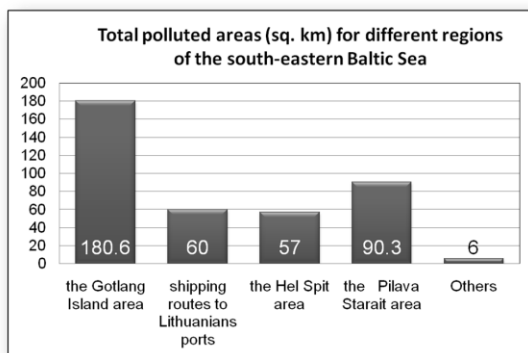 Total polluted areas (sq. km) for different regions
of the south-eastern Baltic Sea
200
180
160
140
120
100
80
60
40
20
0
180.6
60
57
90.3
6
the Gotlang
Island area
shipping
routes to
Lithuanians
ports
the Hel Spit
area
the Pilava
Starait area
Others